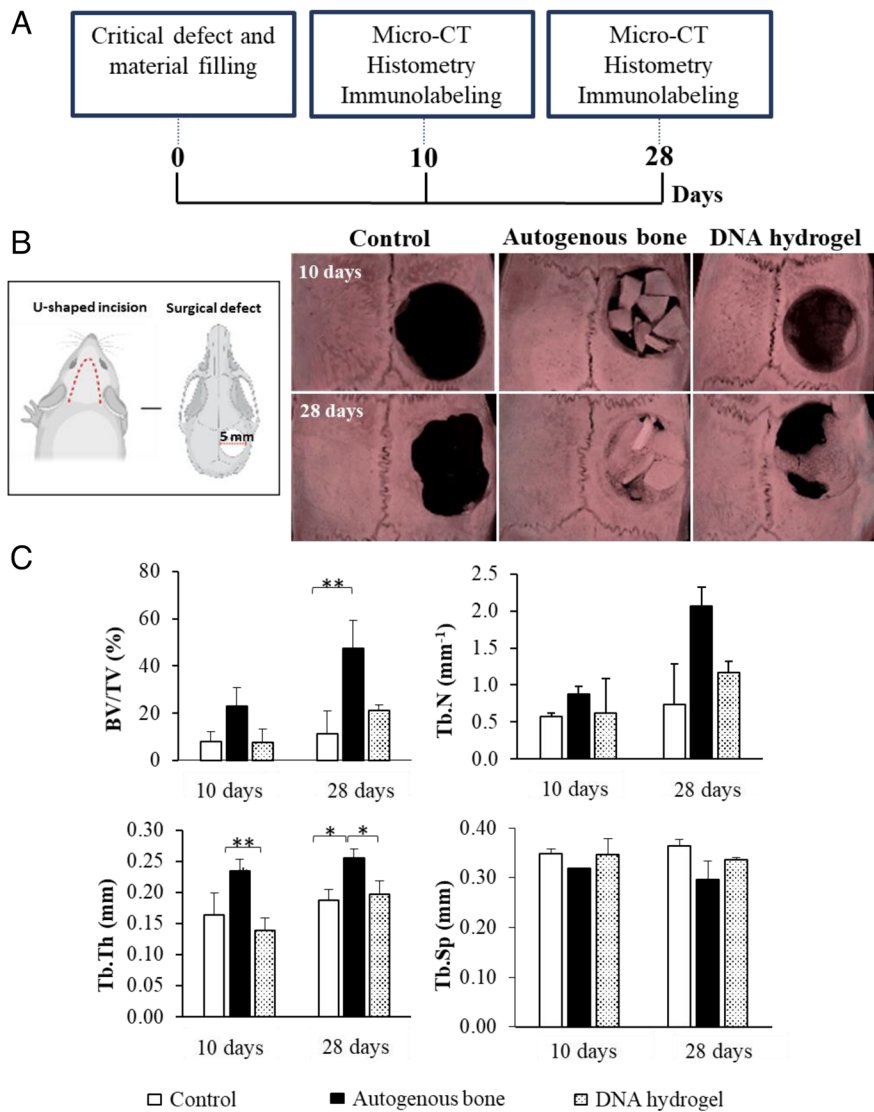 A
Critical defect and
material filling
Micro-CT
Histometry
Immunolabeling
Micro-CT
Histometry
Immunolabeling
0
10
28
Days
B
Control
Autogenous bone
DNA hydrogel
U-shaped incision
Surgical defect
5 mm
10 days
28 days
C
BV/TV (%)
80
60
40
20
0
**
10 days
28 days
Tb.N (mm⁻¹)
2.5
2.0
1.5
1.0
0.5
0.0
10 days
28 days
Tb.Th (mm)
0.30
0.25
0.20
0.15
0.10
0.05
0.00
**
*
*
10 days
28 days
Tb.Sp (mm)
0.40
0.30
0.20
0.10
0.00
10 days
28 days
Control
Autogenous bone
DNA hydrogel